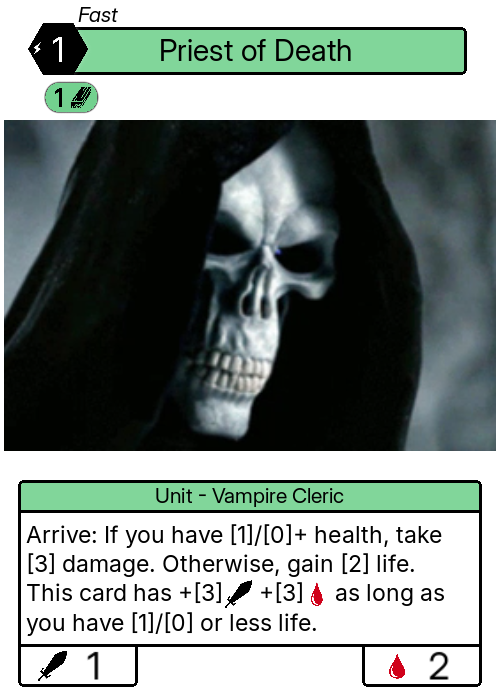 Fast
1 Priest of Death
1
Unit - Vampire Cleric
Arrive: If you have [1]/[0]+ health, take
[3] damage. Otherwise, gain [2] life.
This card has +[3] +[3] as long as
you have [1]/[0] or less life.
1 2